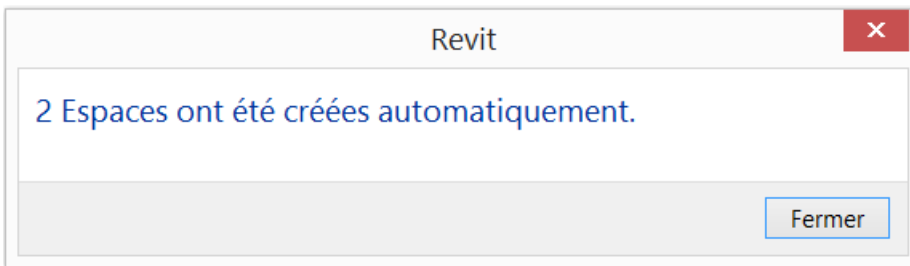 Revit
2 Espaces ont été créées automatiquement.
Fermer